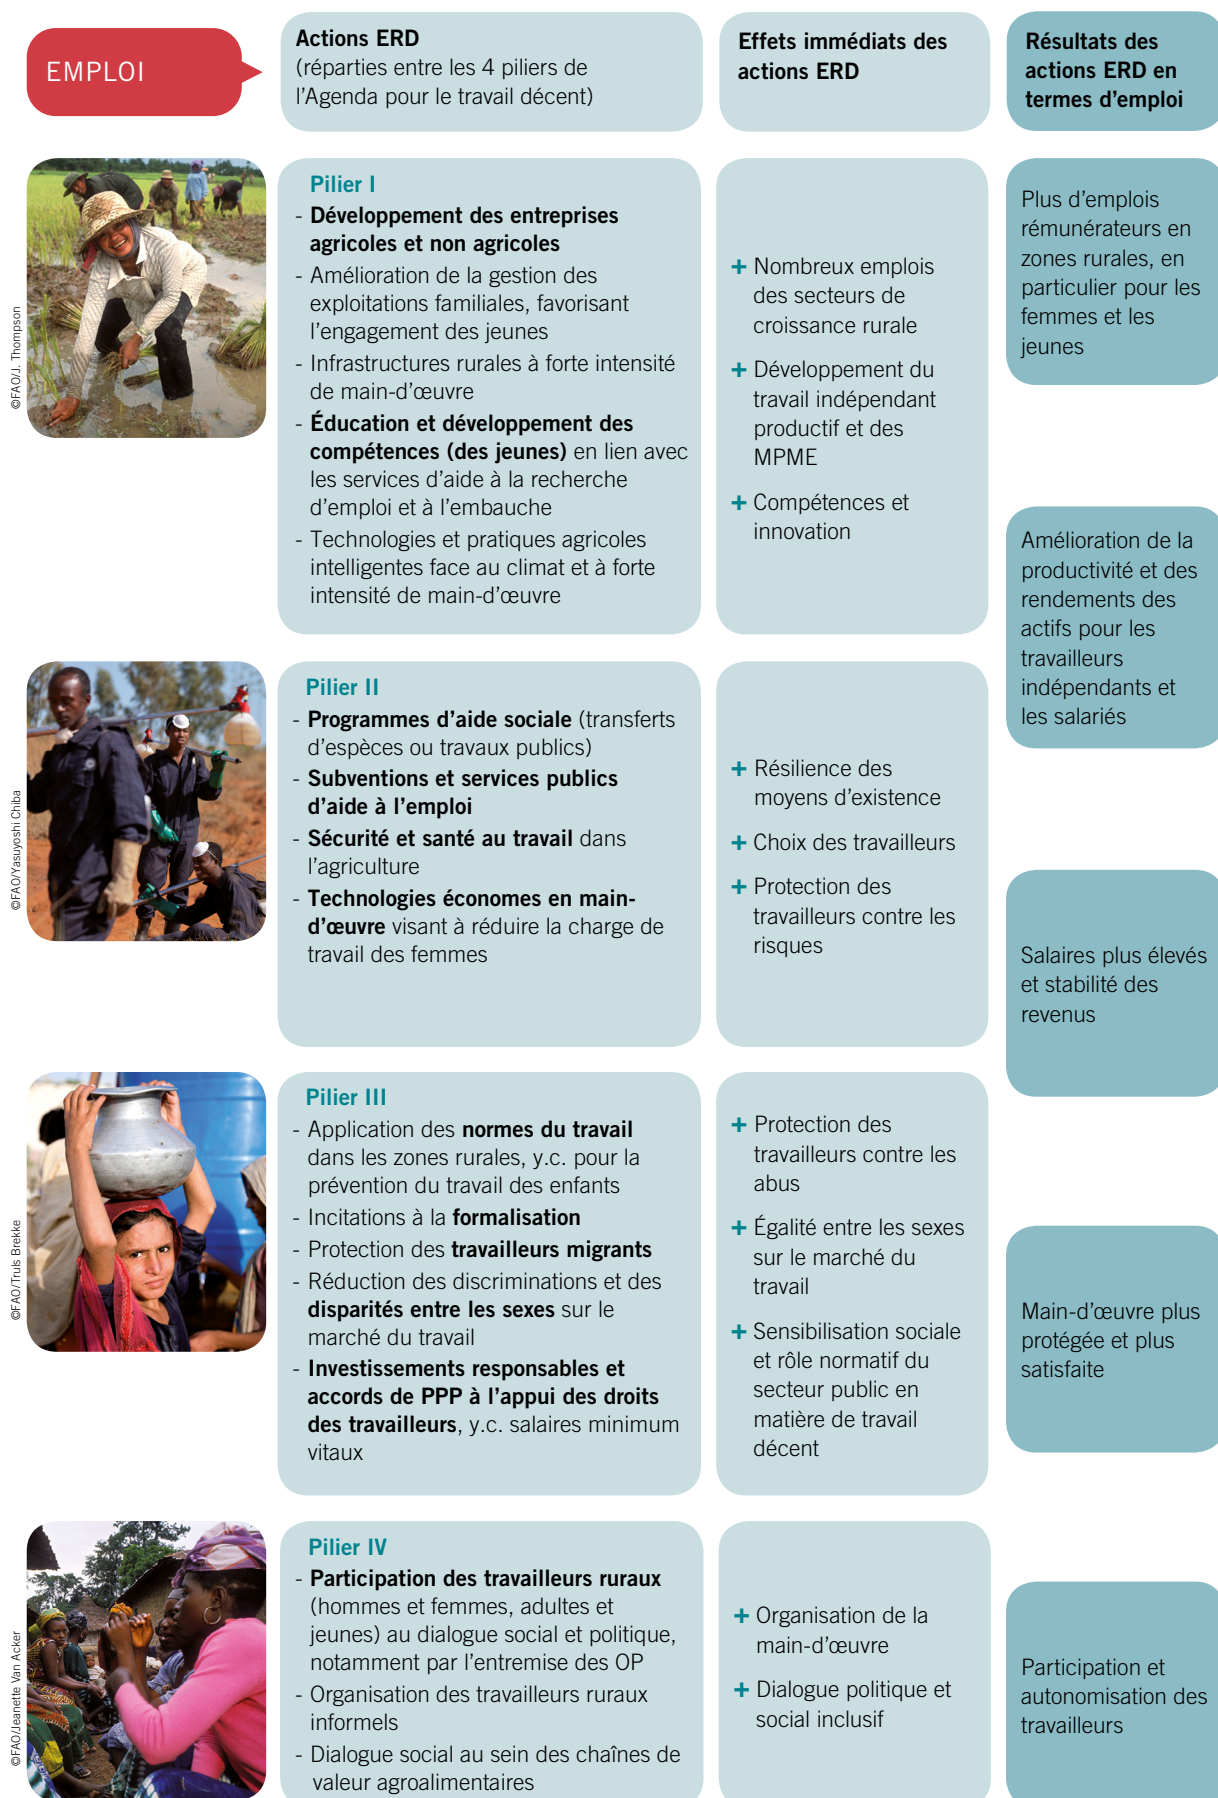 EMPLOI
Actions ERD
(réparties entre les 4 piliers de
l'Agenda pour le travail décent)
Effets immédiats des
actions ERD
Résultats des
actions ERD en
termes d'emploi
©FAO/J. Thompson
Pilier I
- Développement des entreprises
agricoles et non agricoles
- Amélioration de la gestion des
exploitations familiales, favorisant
l'engagement des jeunes
- Infrastructures rurales à forte intensité
de main-d'œuvre
- Éducation et développement des
compétences (des jeunes) en lien avec
les services d'aide à la recherche
d'emploi et à l'embauche
- Technologies et pratiques agricoles
intelligentes face au climat et à forte
intensité de main-d'œuvre
+ Nombreux emplois
des secteurs de
croissance rurale
+ Développement du
travail indépendant
productif et des
MPME
+ Compétences et
innovation
Plus d'emplois
rémunérateurs en
zones rurales, en
particulier pour les
femmes et les
jeunes
Amélioration de la
productivité et des
rendements des
actifs pour les
travailleurs
indépendants et
les salariés
©FAO/Yasuyoshi Chiba
Pilier II
- Programmes d'aide sociale (transferts
d'espèces ou travaux publics)
- Subventions et services publics
d'aide à l'emploi
- Sécurité et santé au travail dans
l'agriculture
- Technologies économes en main-
d'œuvre visant à réduire la charge de
travail des femmes
+ Résilience des
moyens d'existence
+ Choix des travailleurs
+ Protection des
travailleurs contre les
risques
Salaires plus élevés
et stabilité des
revenus
©FAO/Truls Brekke
Pilier III
- Application des normes du travail
dans les zones rurales, y.c. pour la
prévention du travail des enfants
- Incitations à la formalisation
- Protection des travailleurs migrants
- Réduction des discriminations et des
disparités entre les sexes sur le
marché du travail
- Investissements responsables et
accords de PPP à l'appui des droits
des travailleurs, y.c. salaires minimum
vitaux
+ Protection des
travailleurs contre les
abus
+ Égalité entre les sexes
sur le marché du
travail
+ Sensibilisation sociale
et rôle normatif du
secteur public en
matière de travail
décent
Main-d'œuvre plus
protégée et plus
satisfaite
©FAO/Jeanette Van Acker
Pilier IV
- Participation des travailleurs ruraux
(hommes et femmes, adultes et
jeunes) au dialogue social et politique,
notamment par l'entremise des OP
- Organisation des travailleurs ruraux
informels
- Dialogue social au sein des chaînes de
valeur agroalimentaires
+ Organisation de la
main-d'œuvre
+ Dialogue politique et
social inclusif
Participation et
autonomisation des
travailleurs